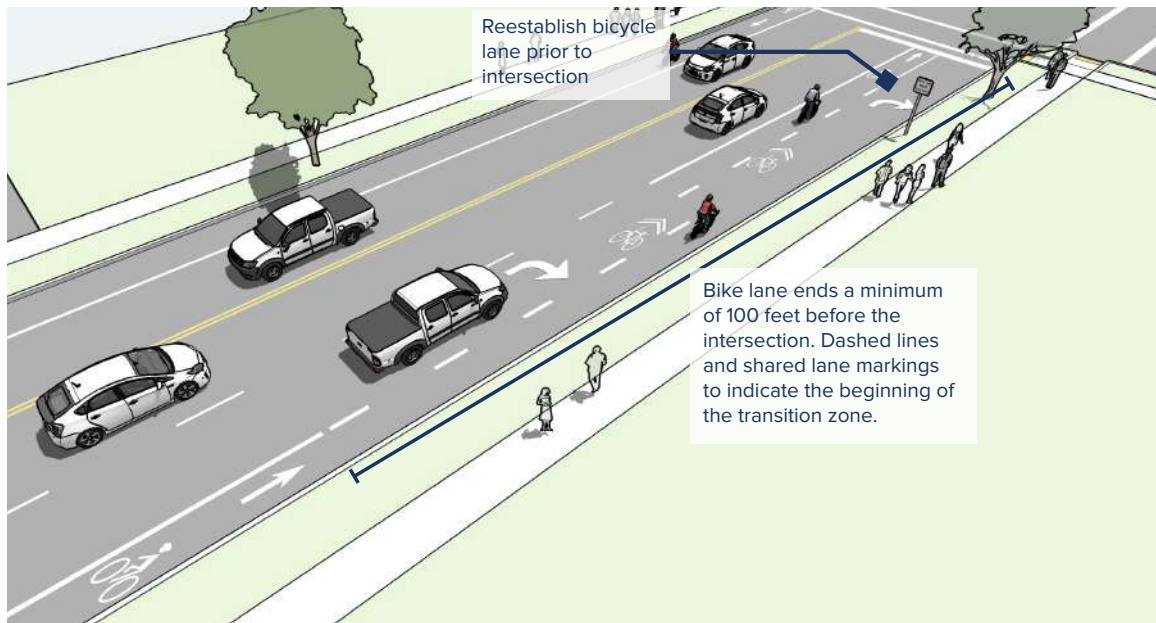 Reestablish bicycle
lane prior to
intersection
Bike lane ends a minimum
of 100 feet before the
intersection. Dashed lines
and shared lane markings
to indicate the beginning of
the transition zone.